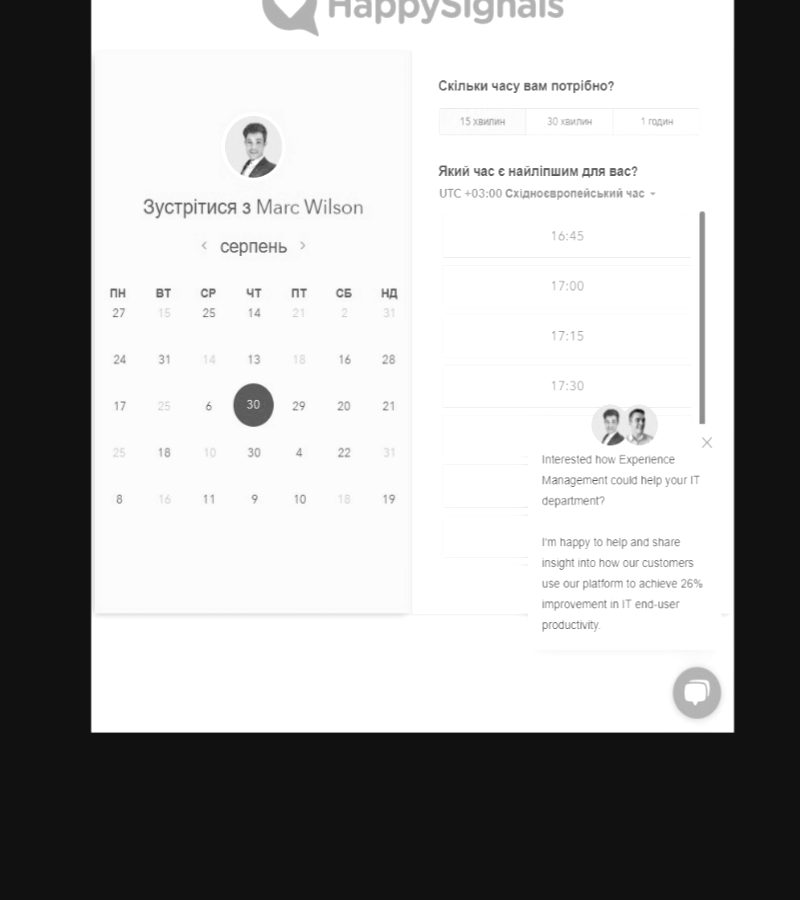 HappySignals
Зустрітися з Marc Wilson
серпень
ПН ВТ СР ЧТ ПТ СБ НД
27 15 25 14 21 2 31
24 31 14 13 18 16 28
17 25 6 30 29 20 21
25 18 10 30 4 22 31
8 16 11 9 10 18 19
Скільки часу вам потрібно?
15 хвилин 30 хвилин 1 годин
Який час є найліпшим для вас?
UTC +03:00 Східноєвропейський час
16:45
17:00
17:15
17:30
Interested how Experience
Management could help your IT
department?
I'm happy to help and share
insight into how our customers
use our platform to achieve 26%
improvement in IT end-user
productivity.